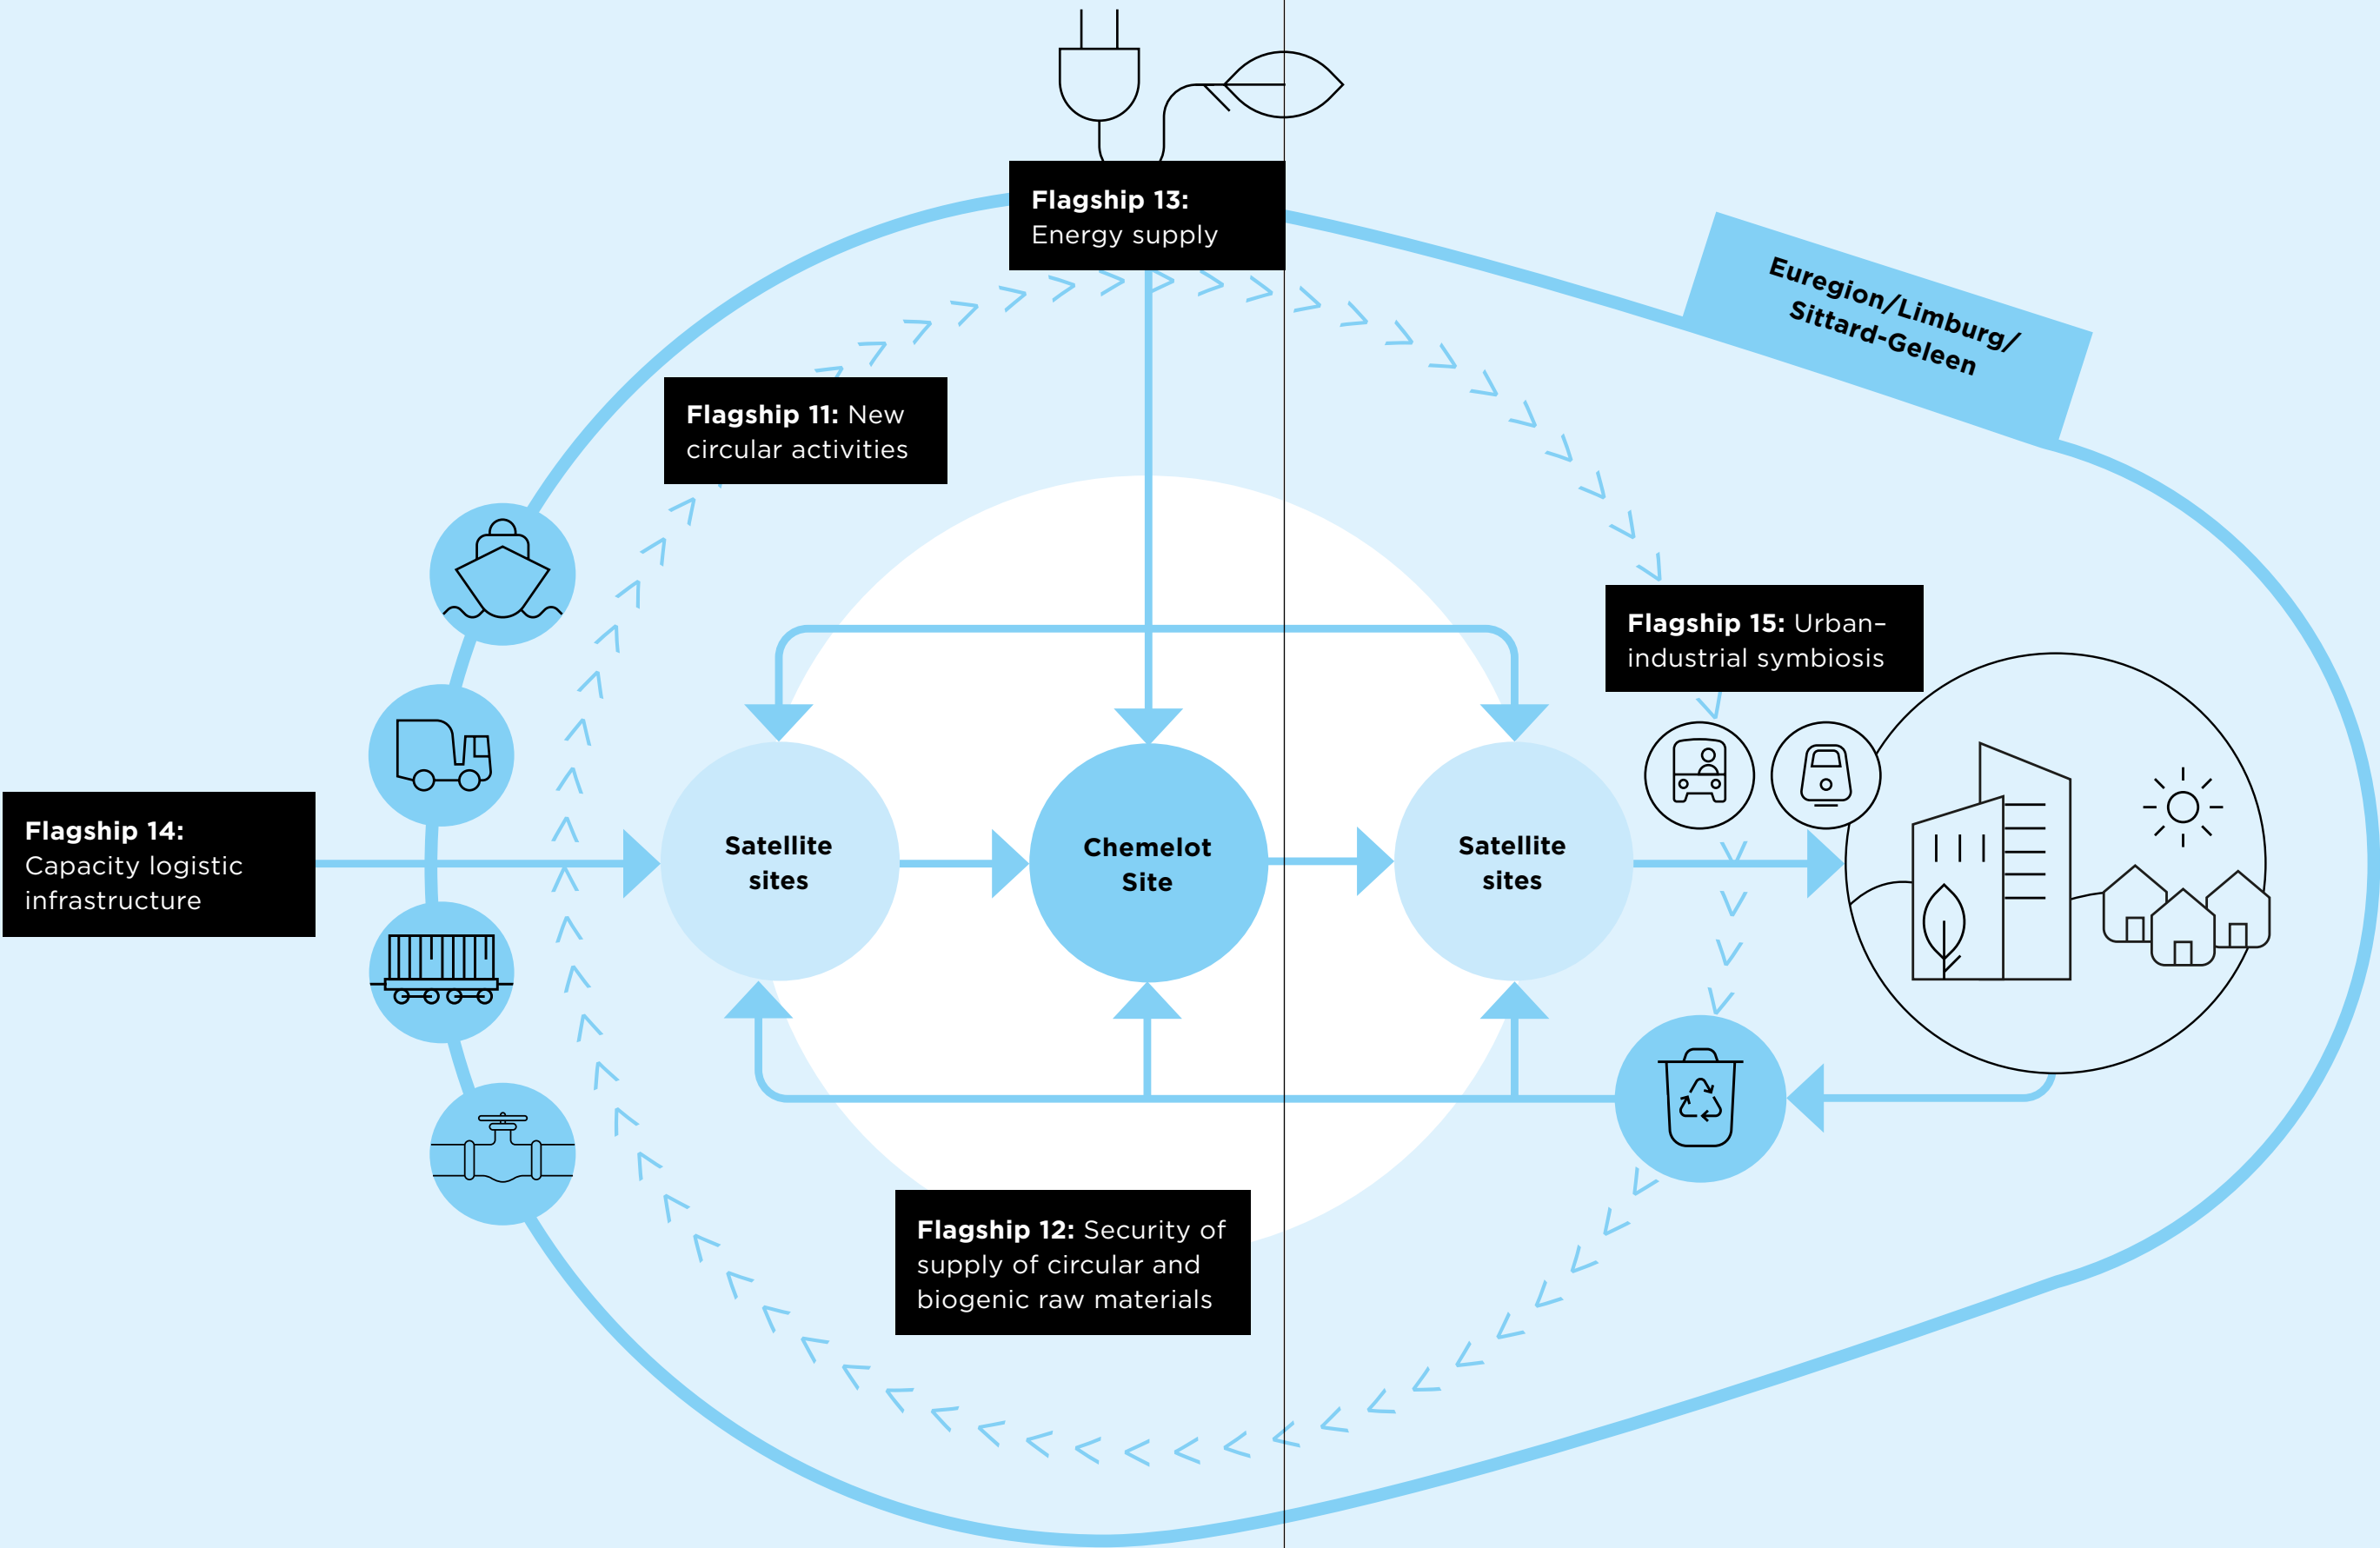 Flagship 13:
Energy supply
Euregion/Limburg/
Sittard-Geleen
Flagship 11: New
circular activities
Flagship 15: Urban–
industrial symbiosis
Flagship 14:
Capacity logistic
infrastructure
Satellite
sites
Chemelot
Site
Satellite
sites
Flagship 12: Security of
supply of circular and
biogenic raw materials